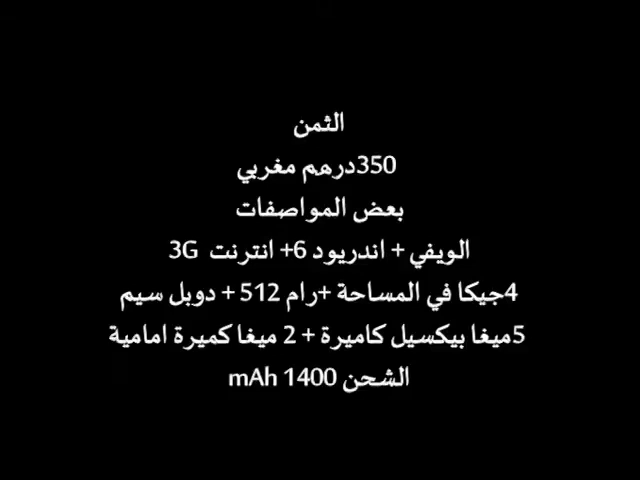 الثمن
350درهم مغربي
بعض المواصفات
الويفي + اندريود 6+ انترنت 3G
4جيكا في المساحة +رام 512 + دوبل سيم
5ميغا بيكسيل كاميرة + 2 ميغا كميرة امامية
الشحن 1400 mAh